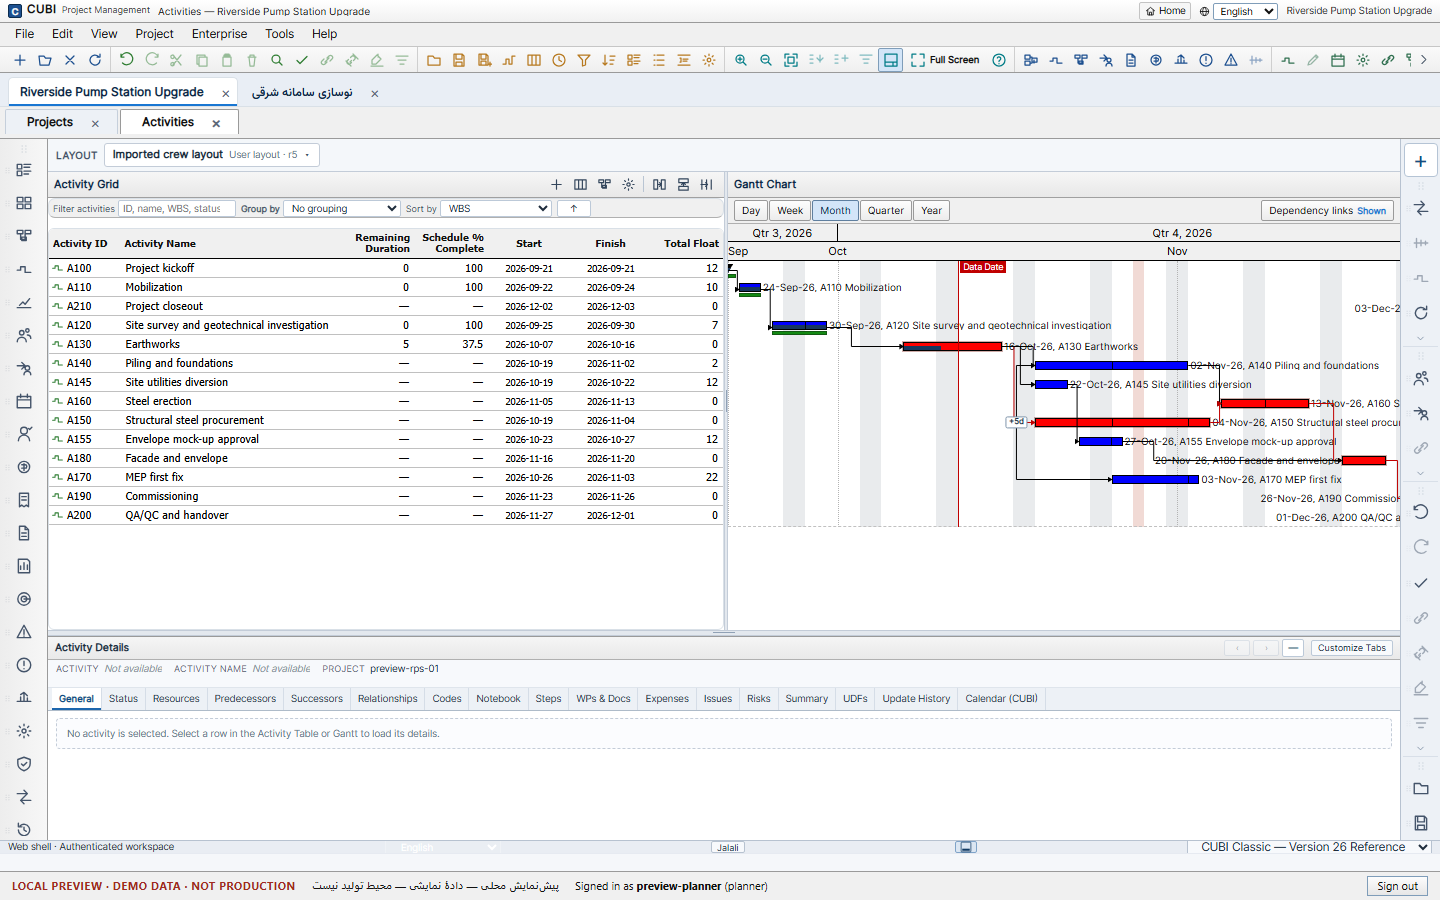 CUBI Project Management Activities — Riverside Pump Station Upgrade Home English Riverside Pump Station Upgrade
File Edit View Project Enterprise Tools Help
Full Screen
Riverside Pump Station Upgrade × نوسازی سامانه شرقی ×
Projects × Activities ×
LAYOUT Imported crew layout User layout · r5
Activity Grid
Filter activities ID, name, WBS, status Group by No grouping Sort by WBS ↑
Activity ID Activity Name Remaining Duration Schedule % Complete Start Finish Total Float
A100 Project kickoff 0 100 2026-09-21 2026-09-21 12
A110 Mobilization 0 100 2026-09-22 2026-09-24 10
A210 Project closeout — — 2026-12-02 2026-12-03 0
A120 Site survey and geotechnical investigation 0 100 2026-09-25 2026-09-30 7
A130 Earthworks 5 37.5 2026-10-07 2026-10-16 0
A140 Piling and foundations — — 2026-10-19 2026-11-02 2
A145 Site utilities diversion — — 2026-10-19 2026-10-22 12
A160 Steel erection — — 2026-11-05 2026-11-13 0
A150 Structural steel procurement — — 2026-10-19 2026-11-04 0
A155 Envelope mock-up approval — — 2026-10-23 2026-10-27 12
A180 Facade and envelope — — 2026-11-16 2026-11-20 0
A170 MEP first fix — — 2026-10-26 2026-11-03 22
A190 Commissioning — — 2026-11-23 2026-11-26 0
A200 QA/QC and handover — — 2026-11-27 2026-12-01 0
Gantt Chart
Day Week Month Quarter Year Dependency links Shown
Qtr 3, 2026 Qtr 4, 2026
Sep Oct Nov
Data Date
24-Sep-26, A110 Mobilization
03-Dec-2
30-Sep-26, A120 Site survey and geotechnical investigation
16-Oct-26, A130 Earthworks
02-Nov-26, A140 Piling and foundations
22-Oct-26, A145 Site utilities diversion
13-Nov-26, A160 S
+5d
04-Nov-26, A150 Structural steel procur
27-Oct-26, A155 Envelope mock-up approval
20-Nov-26, A180 Facade and envelope
03-Nov-26, A170 MEP first fix
26-Nov-26, A190 Commission
01-Dec-26, A200 QA/QC a
Activity Details Customize Tabs
ACTIVITY Not available ACTIVITY NAME Not available PROJECT preview-rps-01
General Status Resources Predecessors Successors Relationships Codes Notebook Steps WPs & Docs Expenses Issues Risks Summary UDFs Update History Calendar (CUBI)
No activity is selected. Select a row in the Activity Table or Gantt to load its details.
Web shell · Authenticated workspace English Jalali CUBI Classic — Version 26 Reference
LOCAL PREVIEW · DEMO DATA · NOT PRODUCTION پیش‌نمایش محلی — دادهٔ نمایشی — محیط تولید نیست Signed in as preview-planner (planner) Sign out